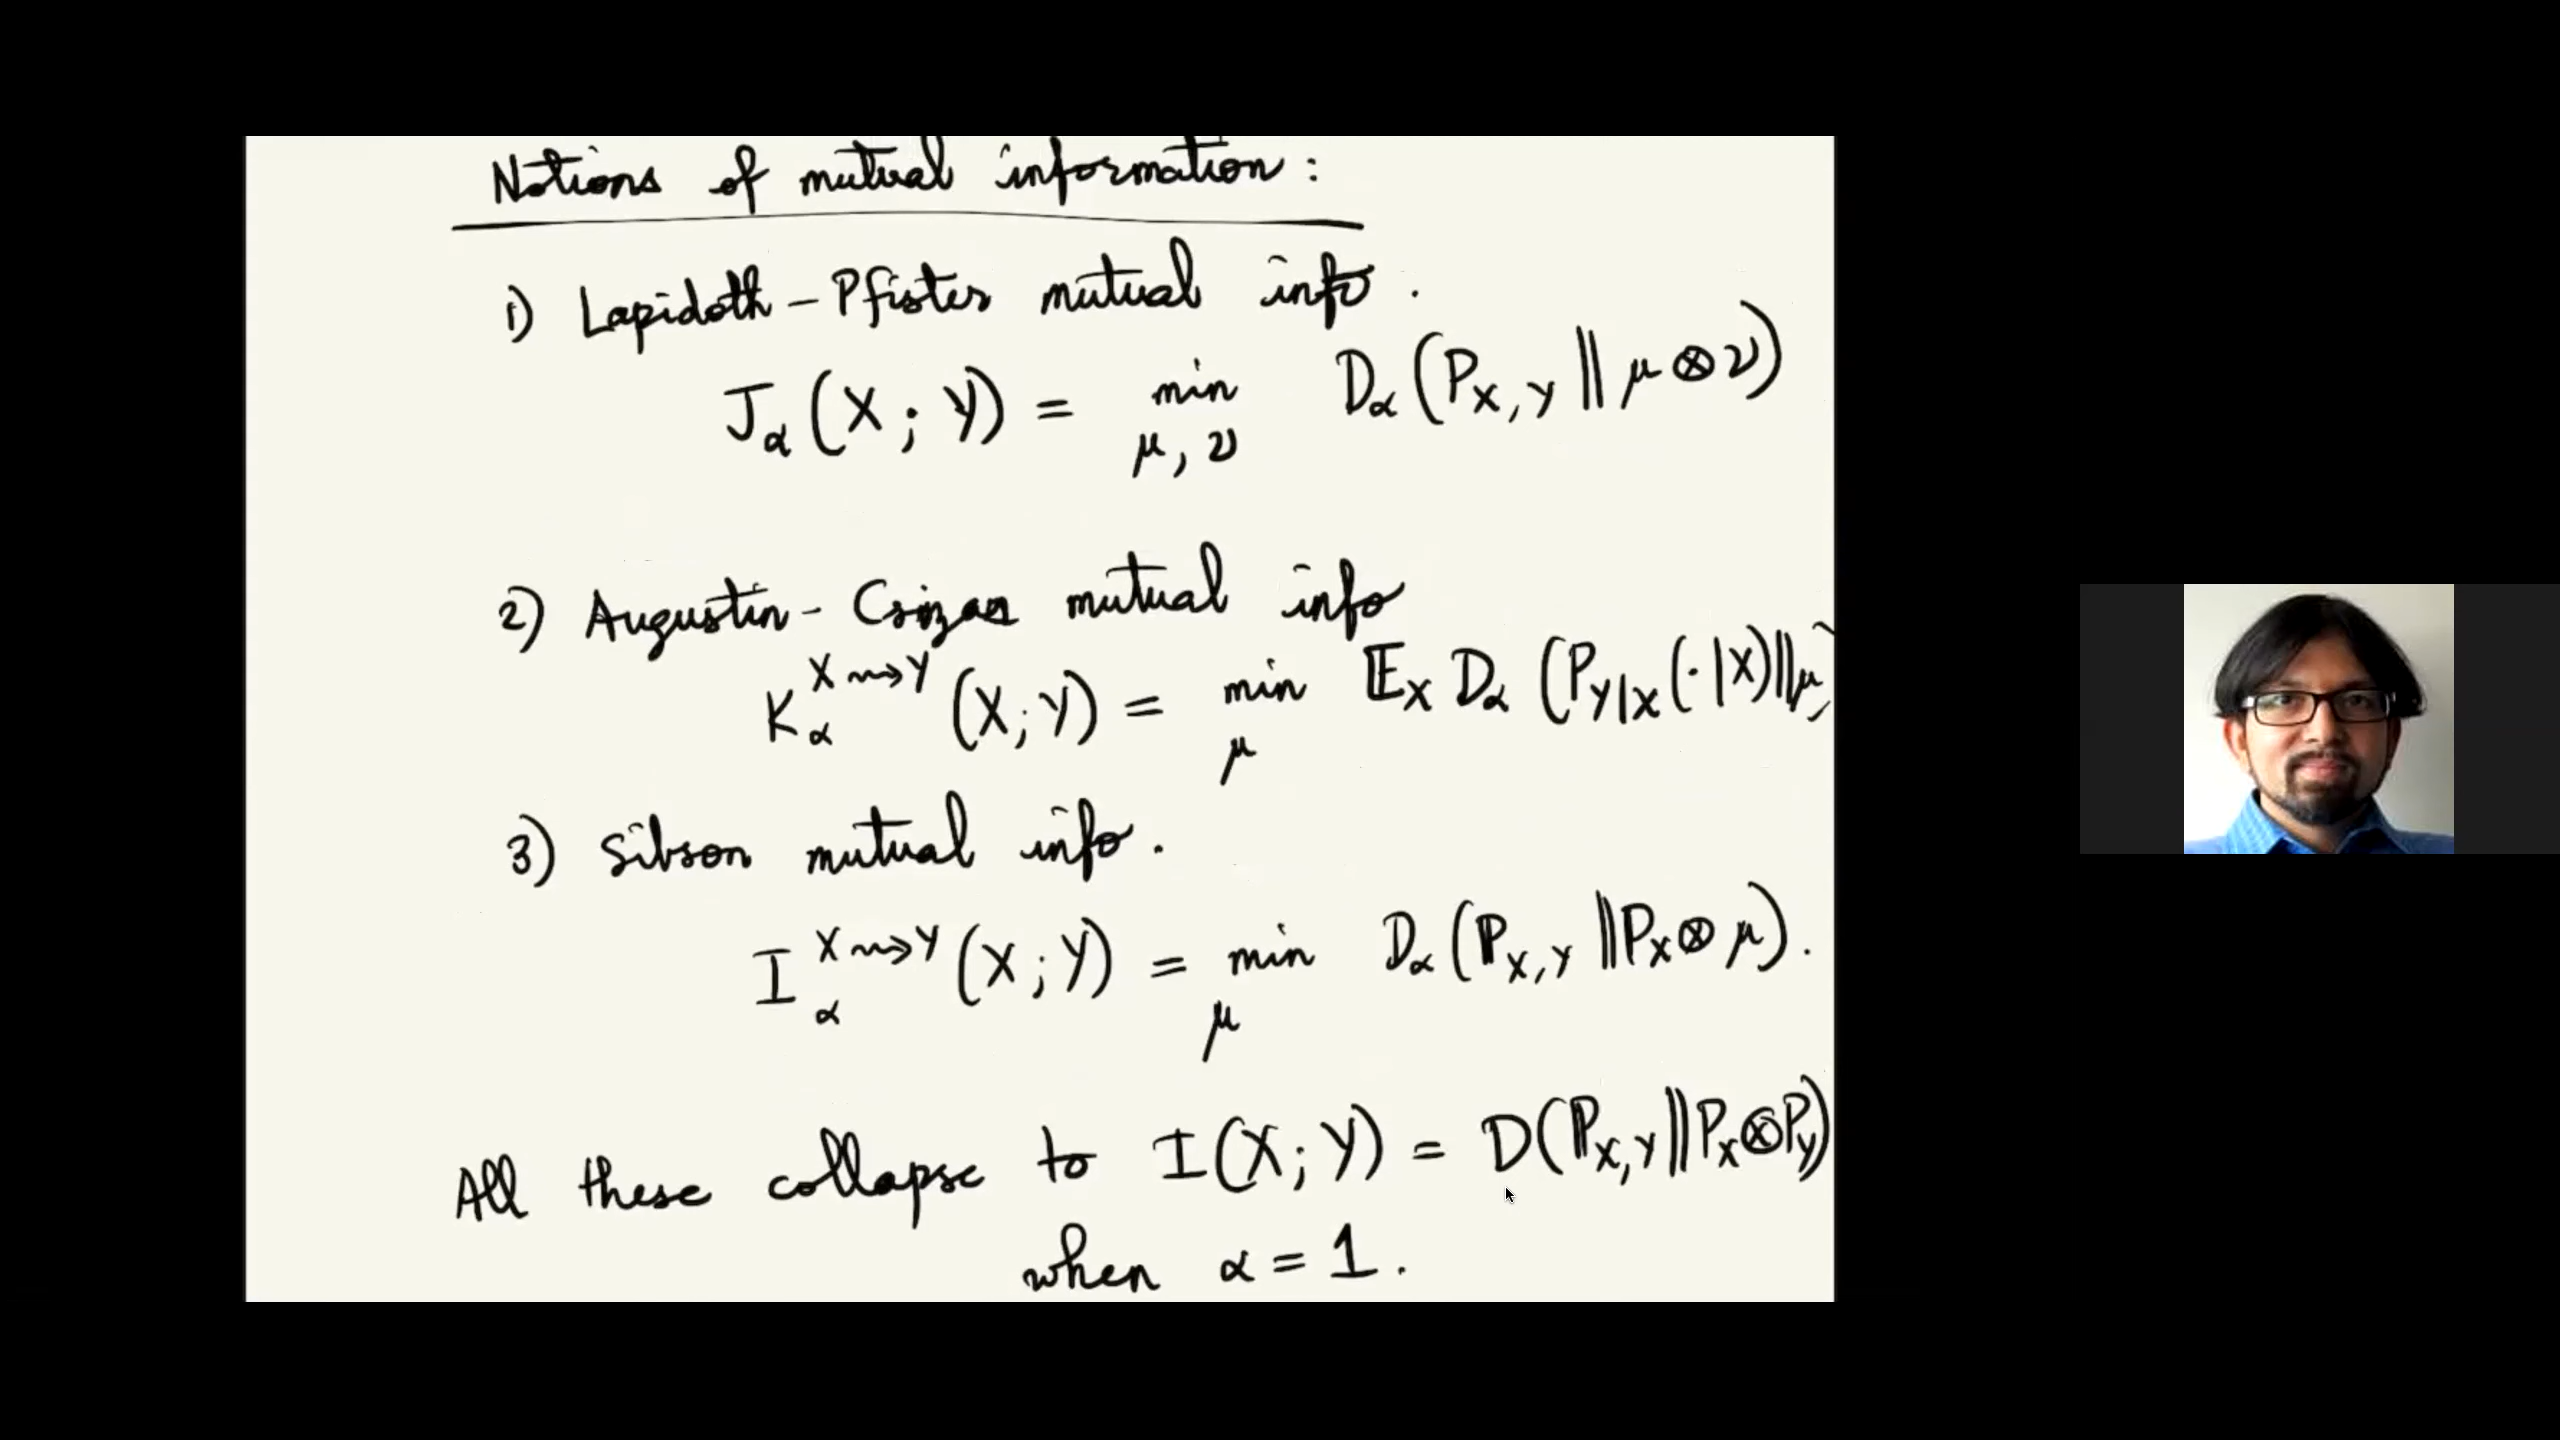 Notions of mutual information :
1) Lapidoth - Pfister mutual info .
J_α (X ; Y) = min_{μ, ν} D_α (P_{X,Y} || μ ⊗ ν)
2) Augustin - Csizar mutual info
K_α^{X ⇝ Y} (X ; Y) = min_μ 𝔼_X D_α (P_{Y|X} (· | X) || μ)
3) Sibson mutual info .
I_α^{X ⇝ Y} (X ; Y) = min_μ D_α (P_{X,Y} || P_X ⊗ μ) .
All these collapse to I(X ; Y) = D(P_{X,Y} || P_X ⊗ P_Y)
when α = 1 .